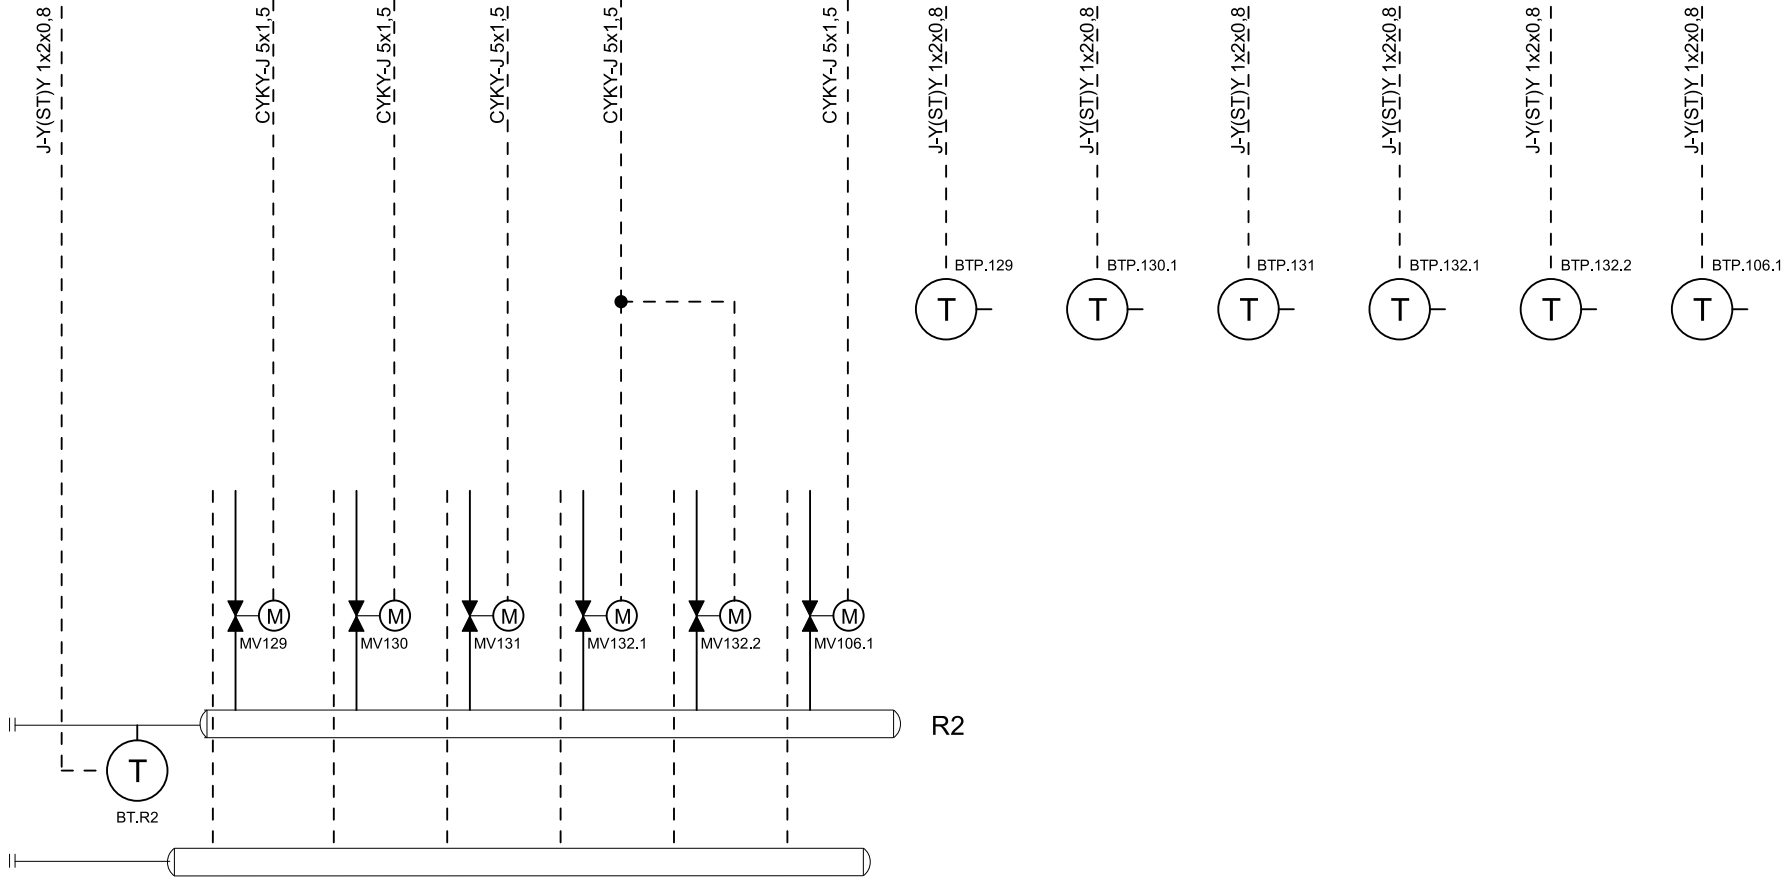 J-Y(ST)Y 1x2x0,8
CYKY-J 5x1,5
CYKY-J 5x1,5
CYKY-J 5x1,5
CYKY-J 5x1,5
CYKY-J 5x1,5
J-Y(ST)Y 1x2x0,8
J-Y(ST)Y 1x2x0,8
J-Y(ST)Y 1x2x0,8
J-Y(ST)Y 1x2x0,8
J-Y(ST)Y 1x2x0,8
J-Y(ST)Y 1x2x0,8
BTP.129
BTP.130.1
BTP.131
BTP.132.1
BTP.132.2
BTP.106.1
T
T
T
T
T
T
M
M
M
M
M
M
MV129
MV130
MV131
MV132.1
MV132.2
MV106.1
R2
T
BT.R2